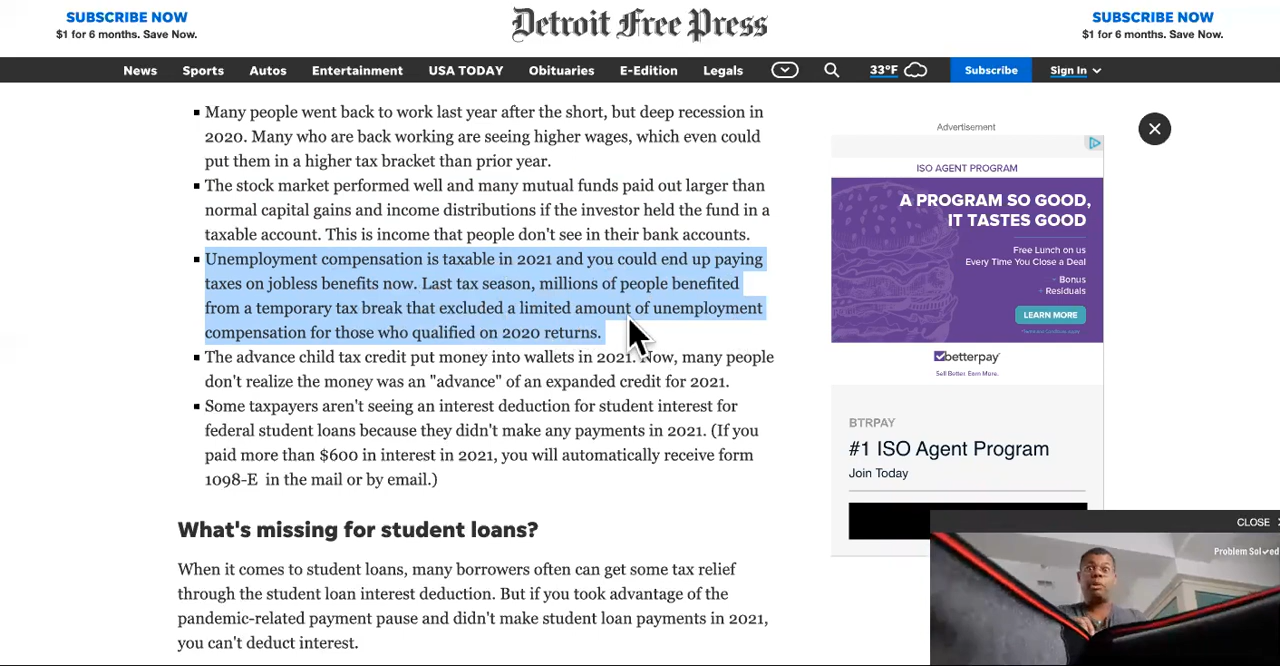 SUBSCRIBE NOW
$1 for 6 months. Save Now.
Detroit Free Press
SUBSCRIBE NOW
$1 for 6 months. Save Now.
News Sports Autos Entertainment USA TODAY Obituaries E-Edition Legals 33°F Subscribe Sign In
Many people went back to work last year after the short, but deep recession in
2020. Many who are back working are seeing higher wages, which even could
put them in a higher tax bracket than prior year.
The stock market performed well and many mutual funds paid out larger than
normal capital gains and income distributions if the investor held the fund in a
taxable account. This is income that people don't see in their bank accounts.
Unemployment compensation is taxable in 2021 and you could end up paying
taxes on jobless benefits now. Last tax season, millions of people benefited
from a temporary tax break that excluded a limited amount of unemployment
compensation for those who qualified on 2020 returns.
The advance child tax credit put money into wallets in 2021. Now, many people
don't realize the money was an "advance" of an expanded credit for 2021.
Some taxpayers aren't seeing an interest deduction for student interest for
federal student loans because they didn't make any payments in 2021. (If you
paid more than $600 in interest in 2021, you will automatically receive form
1098-E in the mail or by email.)
What's missing for student loans?
When it comes to student loans, many borrowers often can get some tax relief
through the student loan interest deduction. But if you took advantage of the
pandemic-related payment pause and didn't make student loan payments in 2021,
you can't deduct interest.
Advertisement
ISO AGENT PROGRAM
A PROGRAM SO GOOD,
IT TASTES GOOD
Free Lunch on us
Every Time You Close a Deal
- Bonus
- Residuals
LEARN MORE
betterpay
Sell Better. Earn More.
BTRPAY
#1 ISO Agent Program
Join Today
CLOSE
Problem Solved